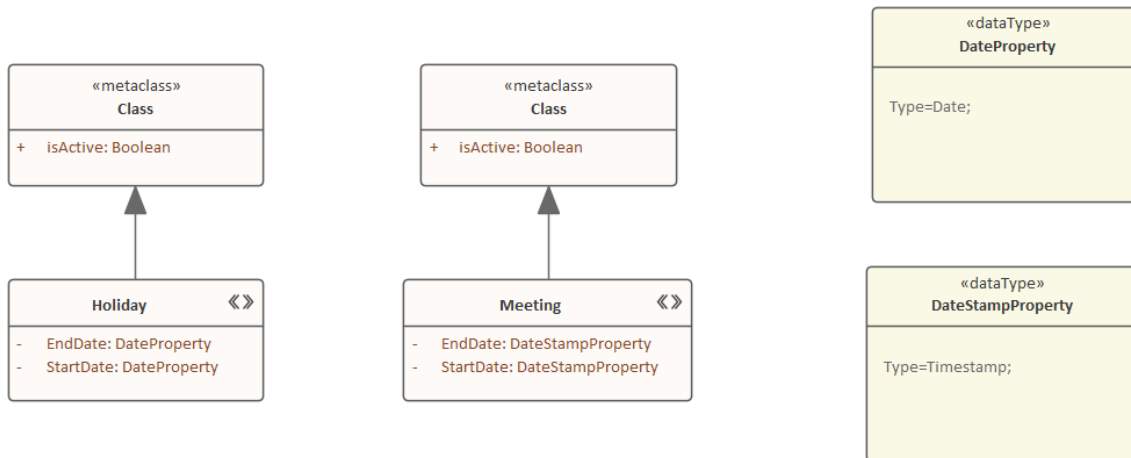 «metaclass»
Class
+ isActive: Boolean
Holiday
- EndDate: DateProperty
- StartDate: DateProperty
«metaclass»
Class
+ isActive: Boolean
Meeting
- EndDate: DateStampProperty
- StartDate: DateStampProperty
«dataType»
DateProperty
Type=Date;
«dataType»
DateStampProperty
Type=Timestamp;